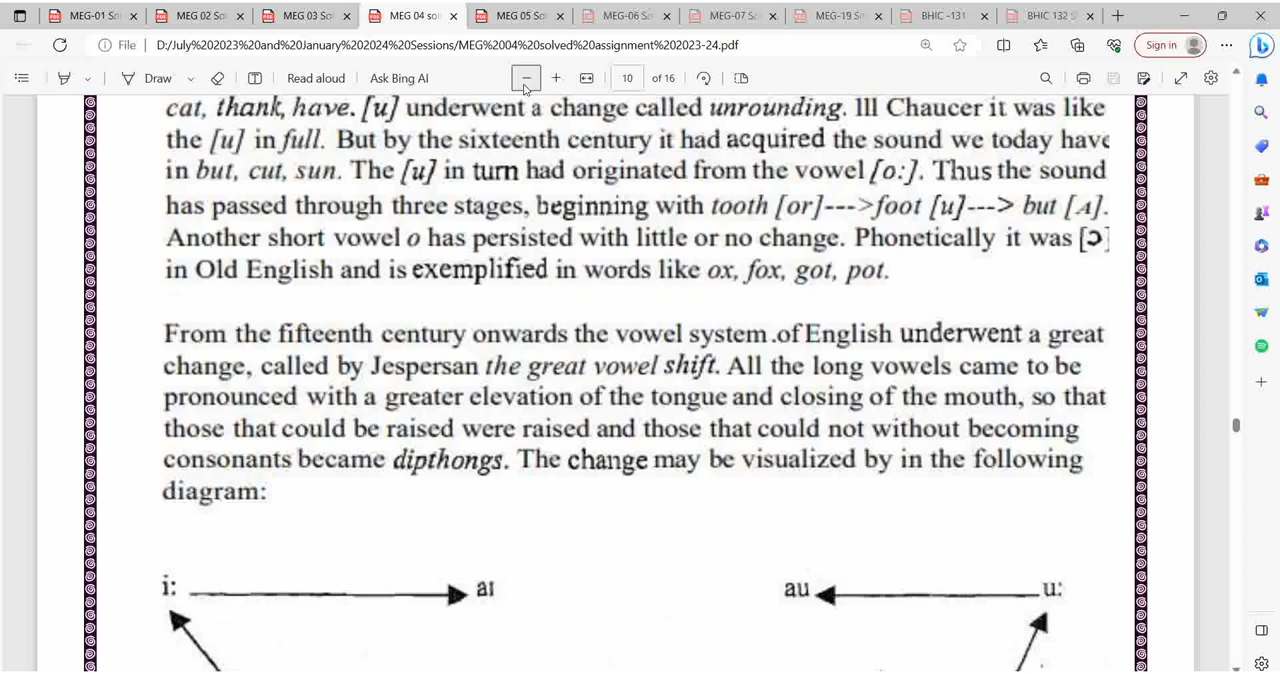 MEG-01 So
MEG 02 So
MEG 03 So
MEG 04 so
MEG 05 So
MEG-06 So
MEG-07 So
MEG-19 S
BHIC -131
BHIC 132 S
File
D:/July%202023%20and%20January%202024%20Sessions/MEG%2004%20solved%20assignment%202023-24.pdf
Sign in
Draw
Read aloud
Ask Bing AI
10 of 16
cat, thank, have. [u] underwent a change called unrounding. Ill Chaucer it was like
the [u] in full. But by the sixteenth century it had acquired the sound we today have
in but, cut, sun. The [u] in turn had originated from the vowel [o:]. Thus the sound
has passed through three stages, beginning with tooth [or]--->foot [u]---> but [ʌ].
Another short vowel o has persisted with little or no change. Phonetically it was [ɔ]
in Old English and is exemplified in words like ox, fox, got, pot.
From the fifteenth century onwards the vowel system .of English underwent a great
change, called by Jespersan the great vowel shift. All the long vowels came to be
pronounced with a greater elevation of the tongue and closing of the mouth, so that
those that could be raised were raised and those that could not without becoming
consonants became dipthongs. The change may be visualized by in the following
diagram:
i: aı au u: